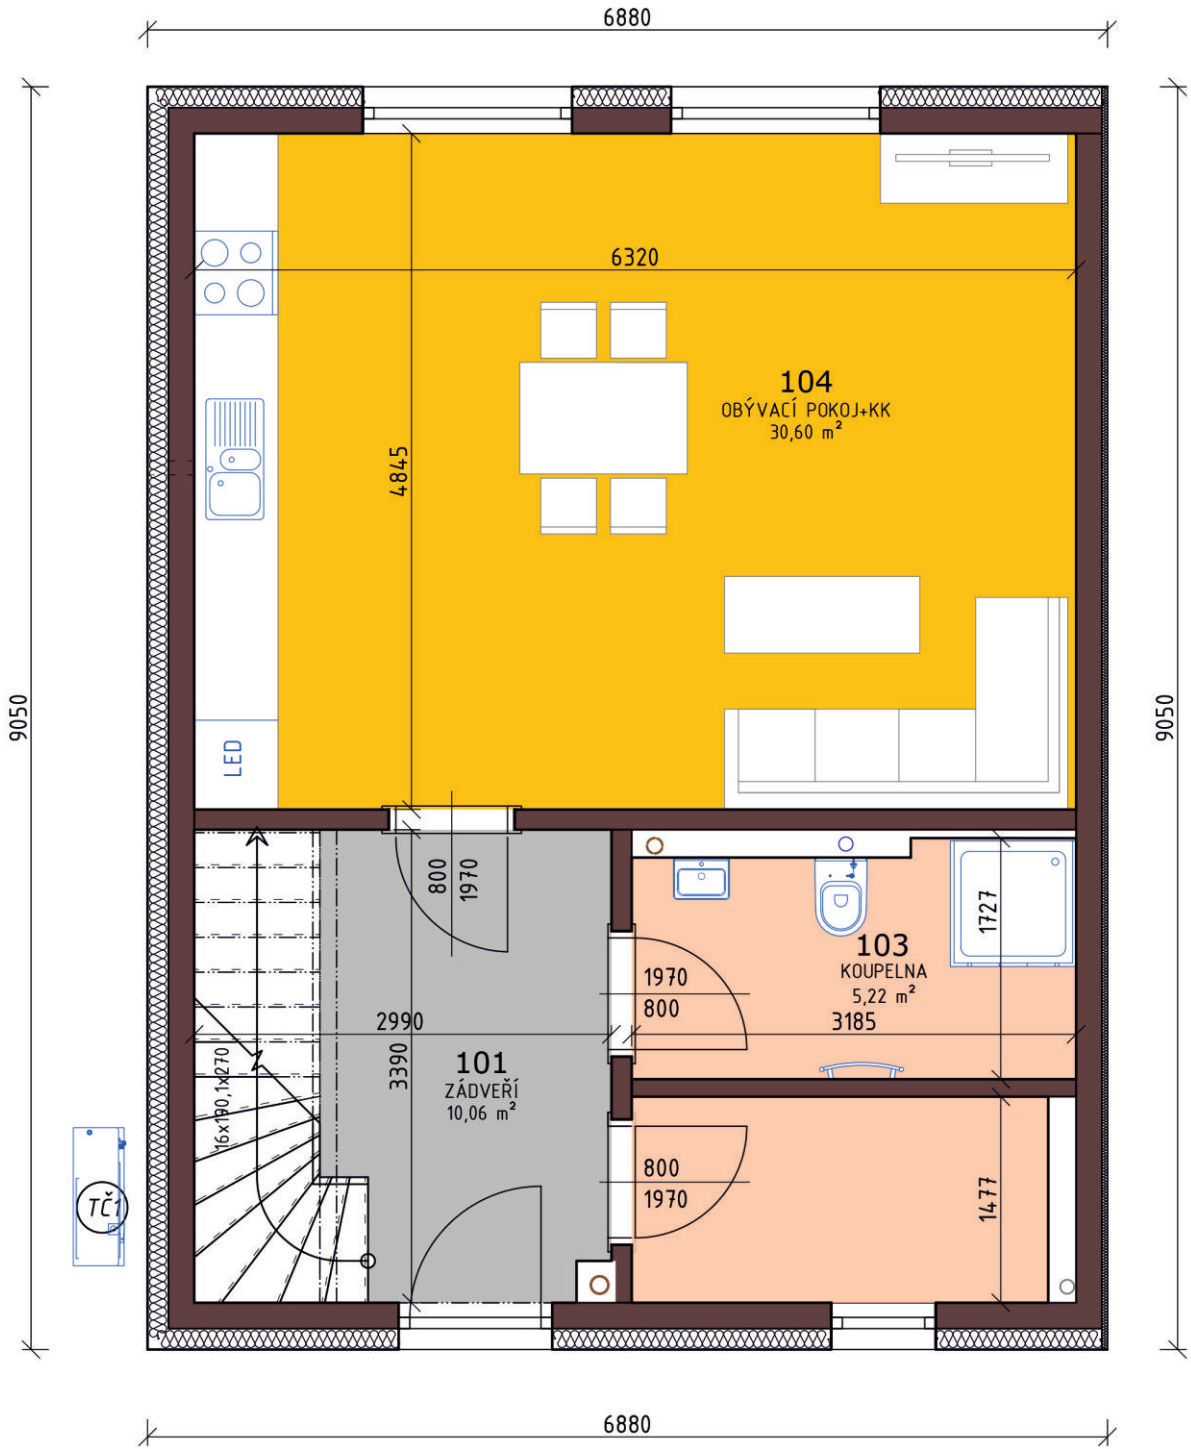 6880
9050
9050
6320
104
OBÝVACÍ POKOJ+KK
30,60 m²
4845
LED
800
1970
1727
103
KOUPELNA
5,22 m²
1970
800
2990
3185
3390
101
ZÁDVEŘÍ
10,06 m²
16x190,1x270
800
1970
1477
TČ1
6880